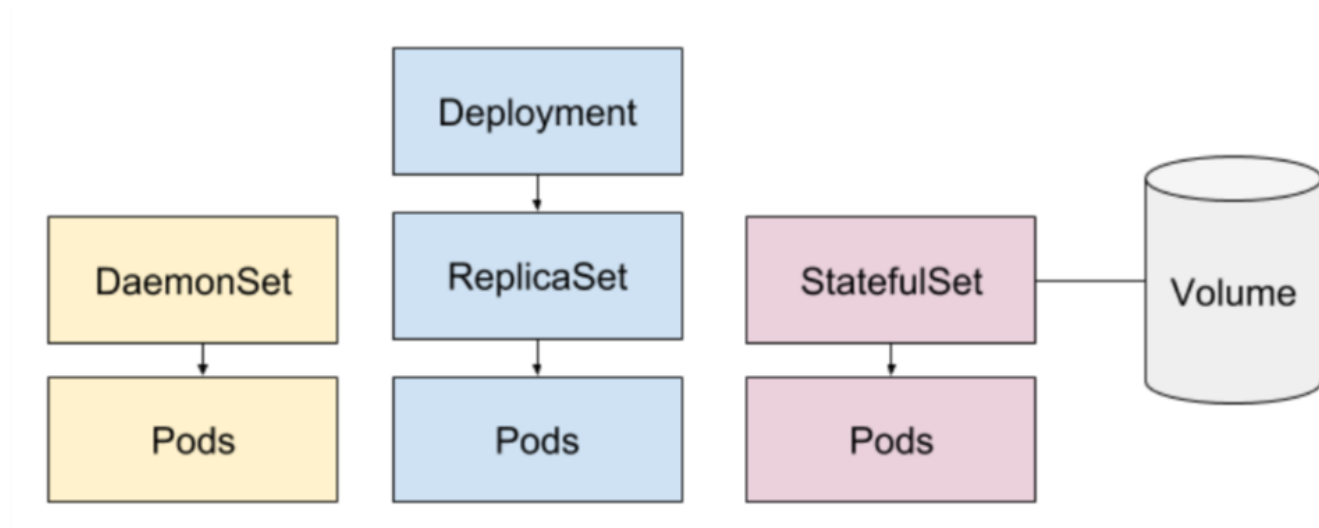 Deployment
DaemonSet
ReplicaSet
StatefulSet
Volume
Pods
Pods
Pods